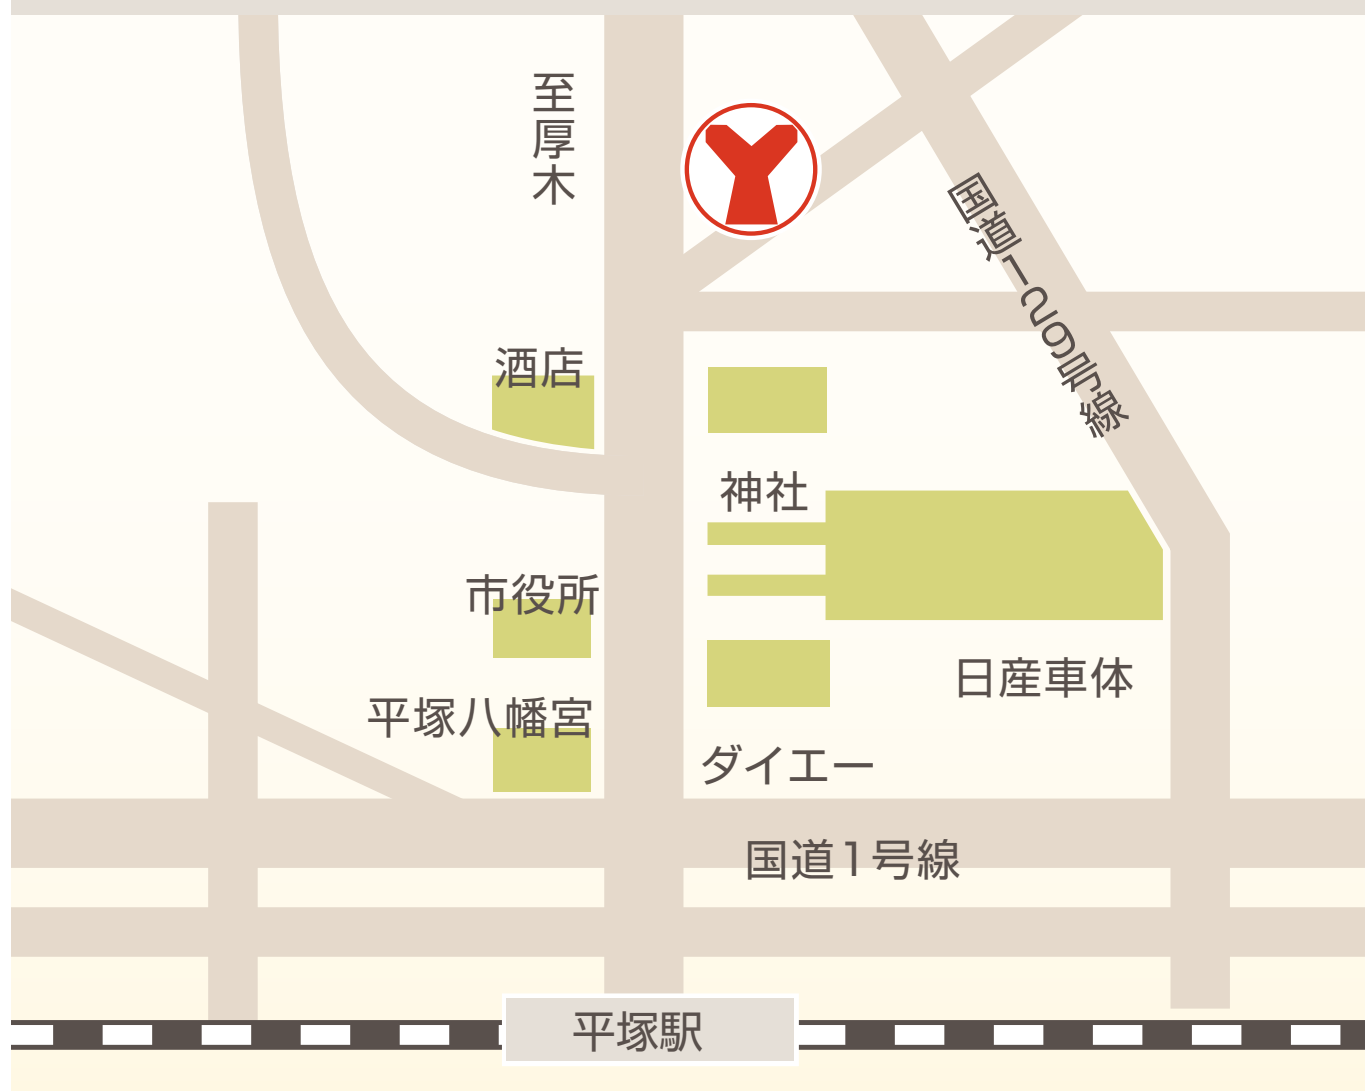 至厚木
国道129号線
酒店
神社
市役所
日産車体
平塚八幡宮
ダイエー
国道1号線
平塚駅